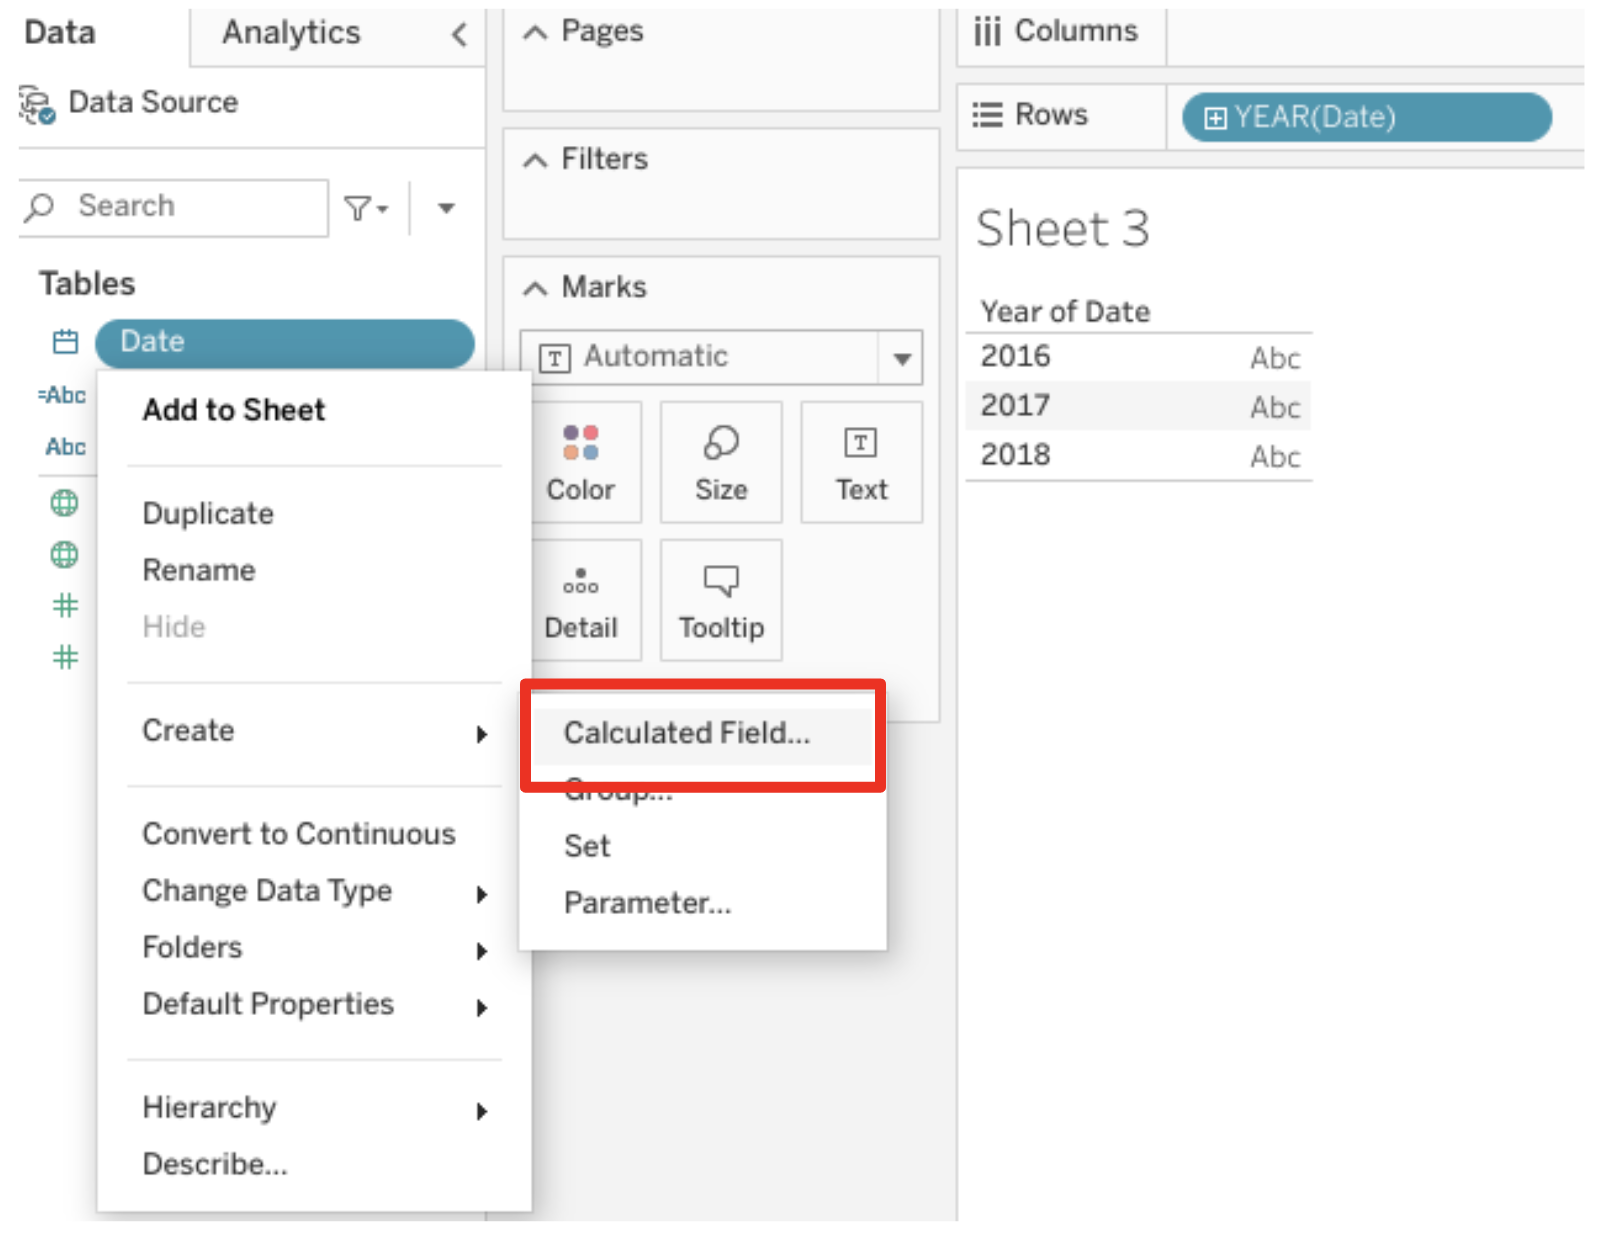 Data
Analytics
Data Source
Search
Tables
Date
=Abc
Abc
Add to Sheet
Duplicate
Rename
Hide
Create
Convert to Continuous
Change Data Type
Folders
Default Properties
Hierarchy
Describe...
Calculated Field...
Group...
Set
Parameter...
Pages
Filters
Marks
T Automatic
Color
Size
T
Text
Detail
Tooltip
Columns
Rows
YEAR(Date)
Sheet 3
Year of Date
2016 Abc
2017 Abc
2018 Abc